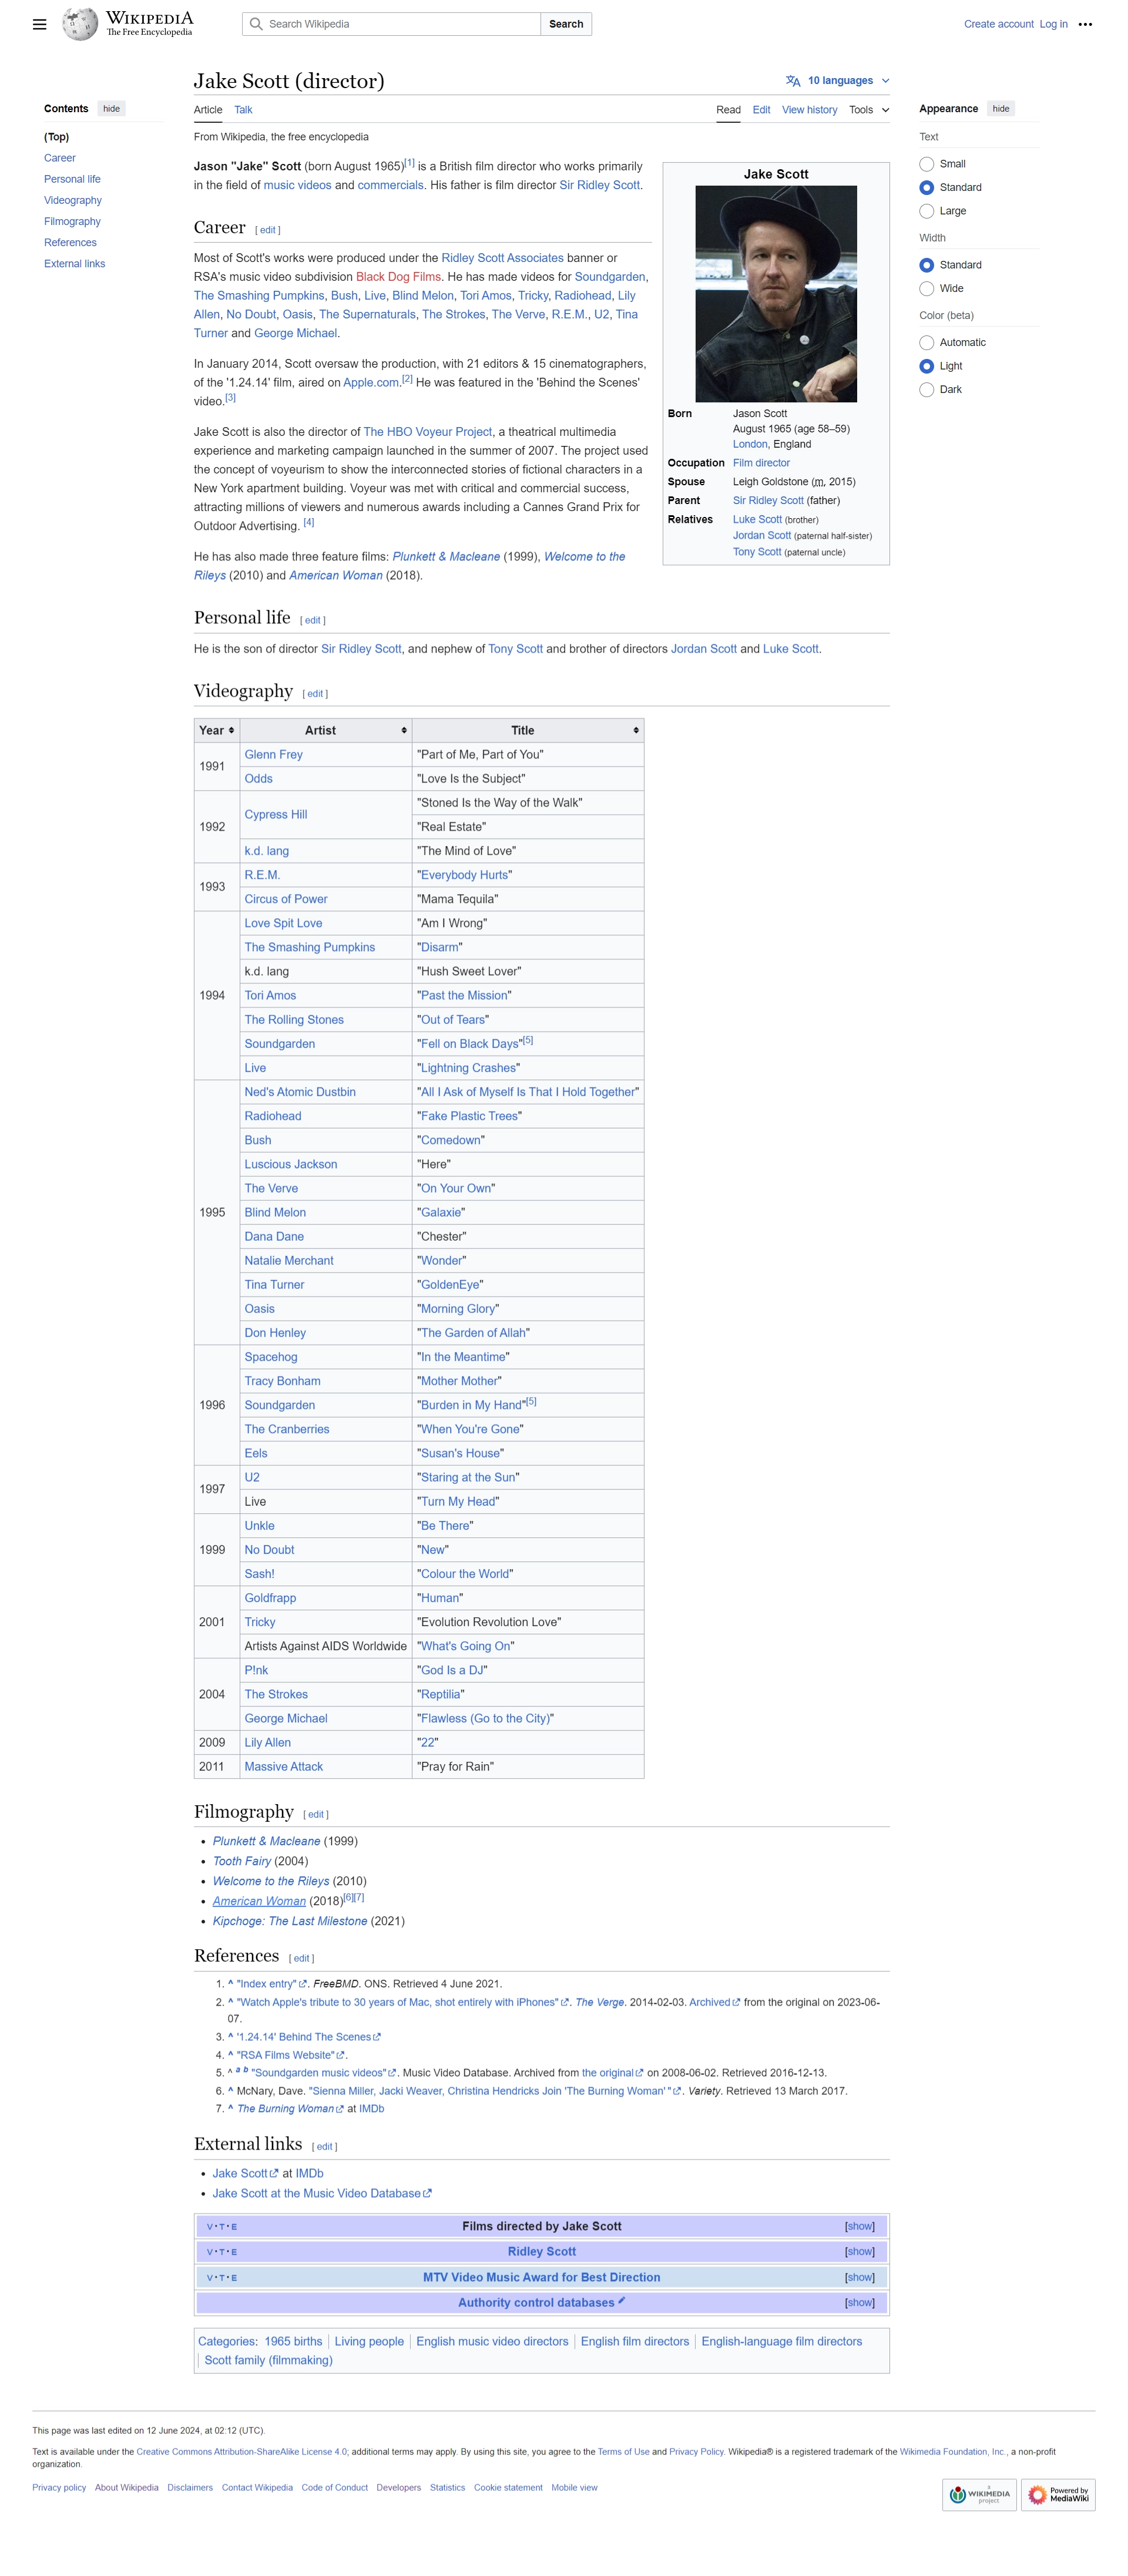 WIKIPEDIA
The Free Encyclopedia
Search Wikipedia
Search
Create account Log in
Contents hide
(Top)
Career
Personal life
Videography
Filmography
References
External links
Jake Scott (director)
10 languages
Article Talk Read Edit View history Tools
From Wikipedia, the free encyclopedia
Jason "Jake" Scott (born August 1965)[1] is a British film director who works primarily
in the field of music videos and commercials. His father is film director Sir Ridley Scott.
Career [ edit ]
Most of Scott's works were produced under the Ridley Scott Associates banner or
RSA's music video subdivision Black Dog Films. He has made videos for Soundgarden,
The Smashing Pumpkins, Bush, Live, Blind Melon, Tori Amos, Tricky, Radiohead, Lily
Allen, No Doubt, Oasis, The Supernaturals, The Strokes, The Verve, R.E.M., U2, Tina
Turner and George Michael.
In January 2014, Scott oversaw the production, with 21 editors & 15 cinematographers,
of the '1.24.14' film, aired on Apple.com.[2] He was featured in the 'Behind the Scenes'
video.[3]
Jake Scott is also the director of The HBO Voyeur Project, a theatrical multimedia
experience and marketing campaign launched in the summer of 2007. The project used
the concept of voyeurism to show the interconnected stories of fictional characters in a
New York apartment building. Voyeur was met with critical and commercial success,
attracting millions of viewers and numerous awards including a Cannes Grand Prix for
Outdoor Advertising. [4]
He has also made three feature films: Plunkett & Macleane (1999), Welcome to the
Rileys (2010) and American Woman (2018).
Jake Scott
Born Jason Scott
August 1965 (age 58–59)
London, England
Occupation Film director
Spouse Leigh Goldstone (m. 2015)
Parent Sir Ridley Scott (father)
Relatives Luke Scott (brother)
Jordan Scott (paternal half-sister)
Tony Scott (paternal uncle)
Appearance hide
Text
Small
Standard
Large
Width
Standard
Wide
Color (beta)
Automatic
Light
Dark
Personal life [ edit ]
He is the son of director Sir Ridley Scott, and nephew of Tony Scott and brother of directors Jordan Scott and Luke Scott.
Videography [ edit ]
Year Artist Title
1991 Glenn Frey "Part of Me, Part of You"
Odds "Love Is the Subject"
1992 Cypress Hill "Stoned Is the Way of the Walk"
"Real Estate"
k.d. lang "The Mind of Love"
1993 R.E.M. "Everybody Hurts"
Circus of Power "Mama Tequila"
1994 Love Spit Love "Am I Wrong"
The Smashing Pumpkins "Disarm"
k.d. lang "Hush Sweet Lover"
Tori Amos "Past the Mission"
The Rolling Stones "Out of Tears"
Soundgarden "Fell on Black Days"[5]
Live "Lightning Crashes"
1995 Ned's Atomic Dustbin "All I Ask of Myself Is That I Hold Together"
Radiohead "Fake Plastic Trees"
Bush "Comedown"
Luscious Jackson "Here"
The Verve "On Your Own"
Blind Melon "Galaxie"
Dana Dane "Chester"
Natalie Merchant "Wonder"
Tina Turner "GoldenEye"
Oasis "Morning Glory"
Don Henley "The Garden of Allah"
1996 Spacehog "In the Meantime"
Tracy Bonham "Mother Mother"
Soundgarden "Burden in My Hand"[5]
The Cranberries "When You're Gone"
Eels "Susan's House"
1997 U2 "Staring at the Sun"
Live "Turn My Head"
1999 Unkle "Be There"
No Doubt "New"
Sash! "Colour the World"
2001 Goldfrapp "Human"
Tricky "Evolution Revolution Love"
Artists Against AIDS Worldwide "What's Going On"
2004 P!nk "God Is a DJ"
The Strokes "Reptilia"
George Michael "Flawless (Go to the City)"
2009 Lily Allen "22"
2011 Massive Attack "Pray for Rain"
Filmography [ edit ]
• Plunkett & Macleane (1999)
• Tooth Fairy (2004)
• Welcome to the Rileys (2010)
• American Woman (2018)[6][7]
• Kipchoge: The Last Milestone (2021)
References [ edit ]
1. ^ "Index entry". FreeBMD. ONS. Retrieved 4 June 2021.
2. ^ "Watch Apple's tribute to 30 years of Mac, shot entirely with iPhones". The Verge. 2014-02-03. Archived from the original on 2023-06-
07.
3. ^ '1.24.14' Behind The Scenes
4. ^ "RSA Films Website".
5. ^ a b "Soundgarden music videos". Music Video Database. Archived from the original on 2008-06-02. Retrieved 2016-12-13.
6. ^ McNary, Dave. "Sienna Miller, Jacki Weaver, Christina Hendricks Join 'The Burning Woman' ". Variety. Retrieved 13 March 2017.
7. ^ The Burning Woman at IMDb
External links [ edit ]
• Jake Scott at IMDb
• Jake Scott at the Music Video Database
V·T·E Films directed by Jake Scott [show]
V·T·E Ridley Scott [show]
V·T·E MTV Video Music Award for Best Direction [show]
Authority control databases [show]
Categories: 1965 births | Living people | English music video directors | English film directors | English-language film directors
| Scott family (filmmaking)
This page was last edited on 12 June 2024, at 02:12 (UTC).
Text is available under the Creative Commons Attribution-ShareAlike License 4.0; additional terms may apply. By using this site, you agree to the Terms of Use and Privacy Policy. Wikipedia® is a registered trademark of the Wikimedia Foundation, Inc., a non-profit
organization.
Privacy policy About Wikipedia Disclaimers Contact Wikipedia Code of Conduct Developers Statistics Cookie statement Mobile view
A WIKIMEDIA project
Powered by MediaWiki